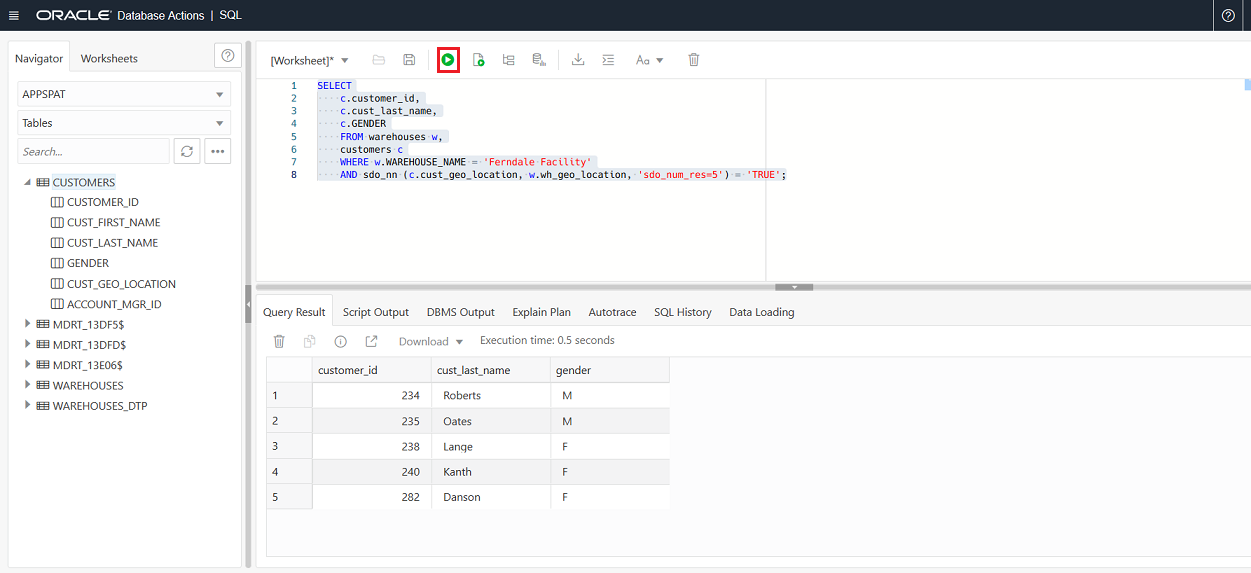 ORACLE Database Actions | SQL
Navigator Worksheets
APPSPAT
Tables
Search...
CUSTOMERS
CUSTOMER_ID
CUST_FIRST_NAME
CUST_LAST_NAME
GENDER
CUST_GEO_LOCATION
ACCOUNT_MGR_ID
MDRT_13DF5$
MDRT_13DFD$
MDRT_13E06$
WAREHOUSES
WAREHOUSES_DTP
[Worksheet]* Aa
1 SELECT
2 c.customer_id,
3 c.cust_last_name,
4 c.GENDER
5 FROM warehouses w,
6 customers c
7 WHERE w.WAREHOUSE_NAME = 'Ferndale Facility'
8 AND sdo_nn (c.cust_geo_location, w.wh_geo_location, 'sdo_num_res=5') = 'TRUE';
Query Result Script Output DBMS Output Explain Plan Autotrace SQL History Data Loading
Download Execution time: 0.5 seconds
customer_id cust_last_name gender
1 234 Roberts M
2 235 Oates M
3 238 Lange F
4 240 Kanth F
5 282 Danson F